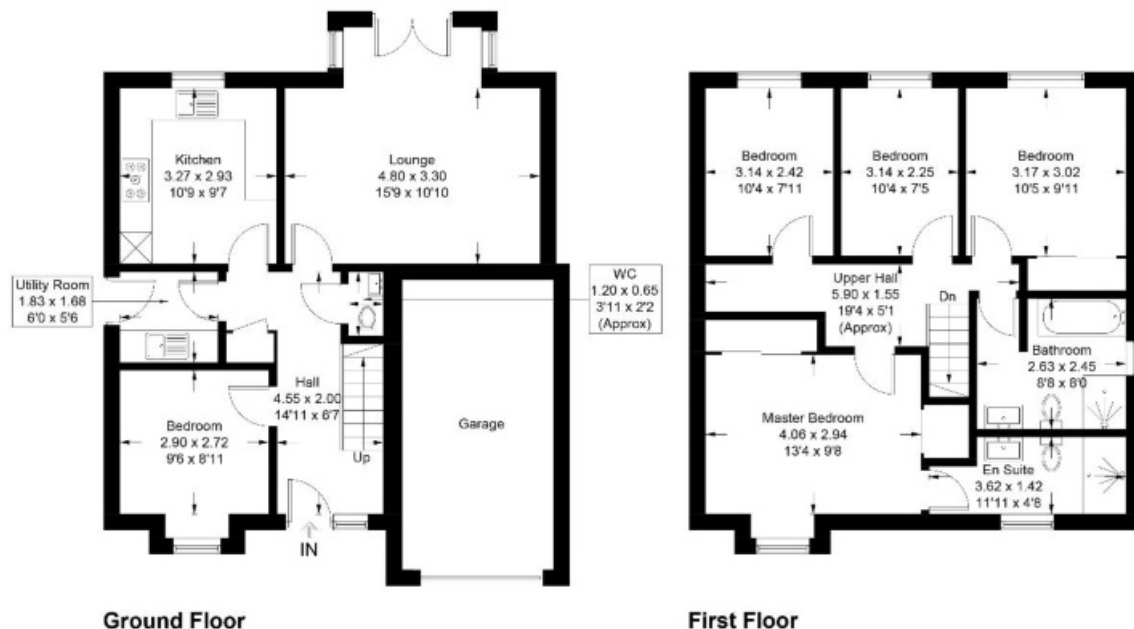 Kitchen
3.27 x 2.93
10'9 x 9'7
Lounge
4.80 x 3.30
15'9 x 10'10
Utility Room
1.83 x 1.68
6'0 x 5'6
WC
1.20 x 0.65
3'11 x 2'2
(Approx)
Hall
4.55 x 2.00
14'11 x 6'7
Bedroom
2.90 x 2.72
9'6 x 8'11
Up
Garage
IN
Ground Floor
Bedroom
3.14 x 2.42
10'4 x 7'11
Bedroom
3.14 x 2.25
10'4 x 7'5
Bedroom
3.17 x 3.02
10'5 x 9'11
Upper Hall
5.90 x 1.55
19'4 x 5'1
(Approx)
Dn
Bathroom
2.63 x 2.45
8'8 x 8'0
Master Bedroom
4.06 x 2.94
13'4 x 9'8
En Suite
3.62 x 1.42
11'11 x 4'8
First Floor